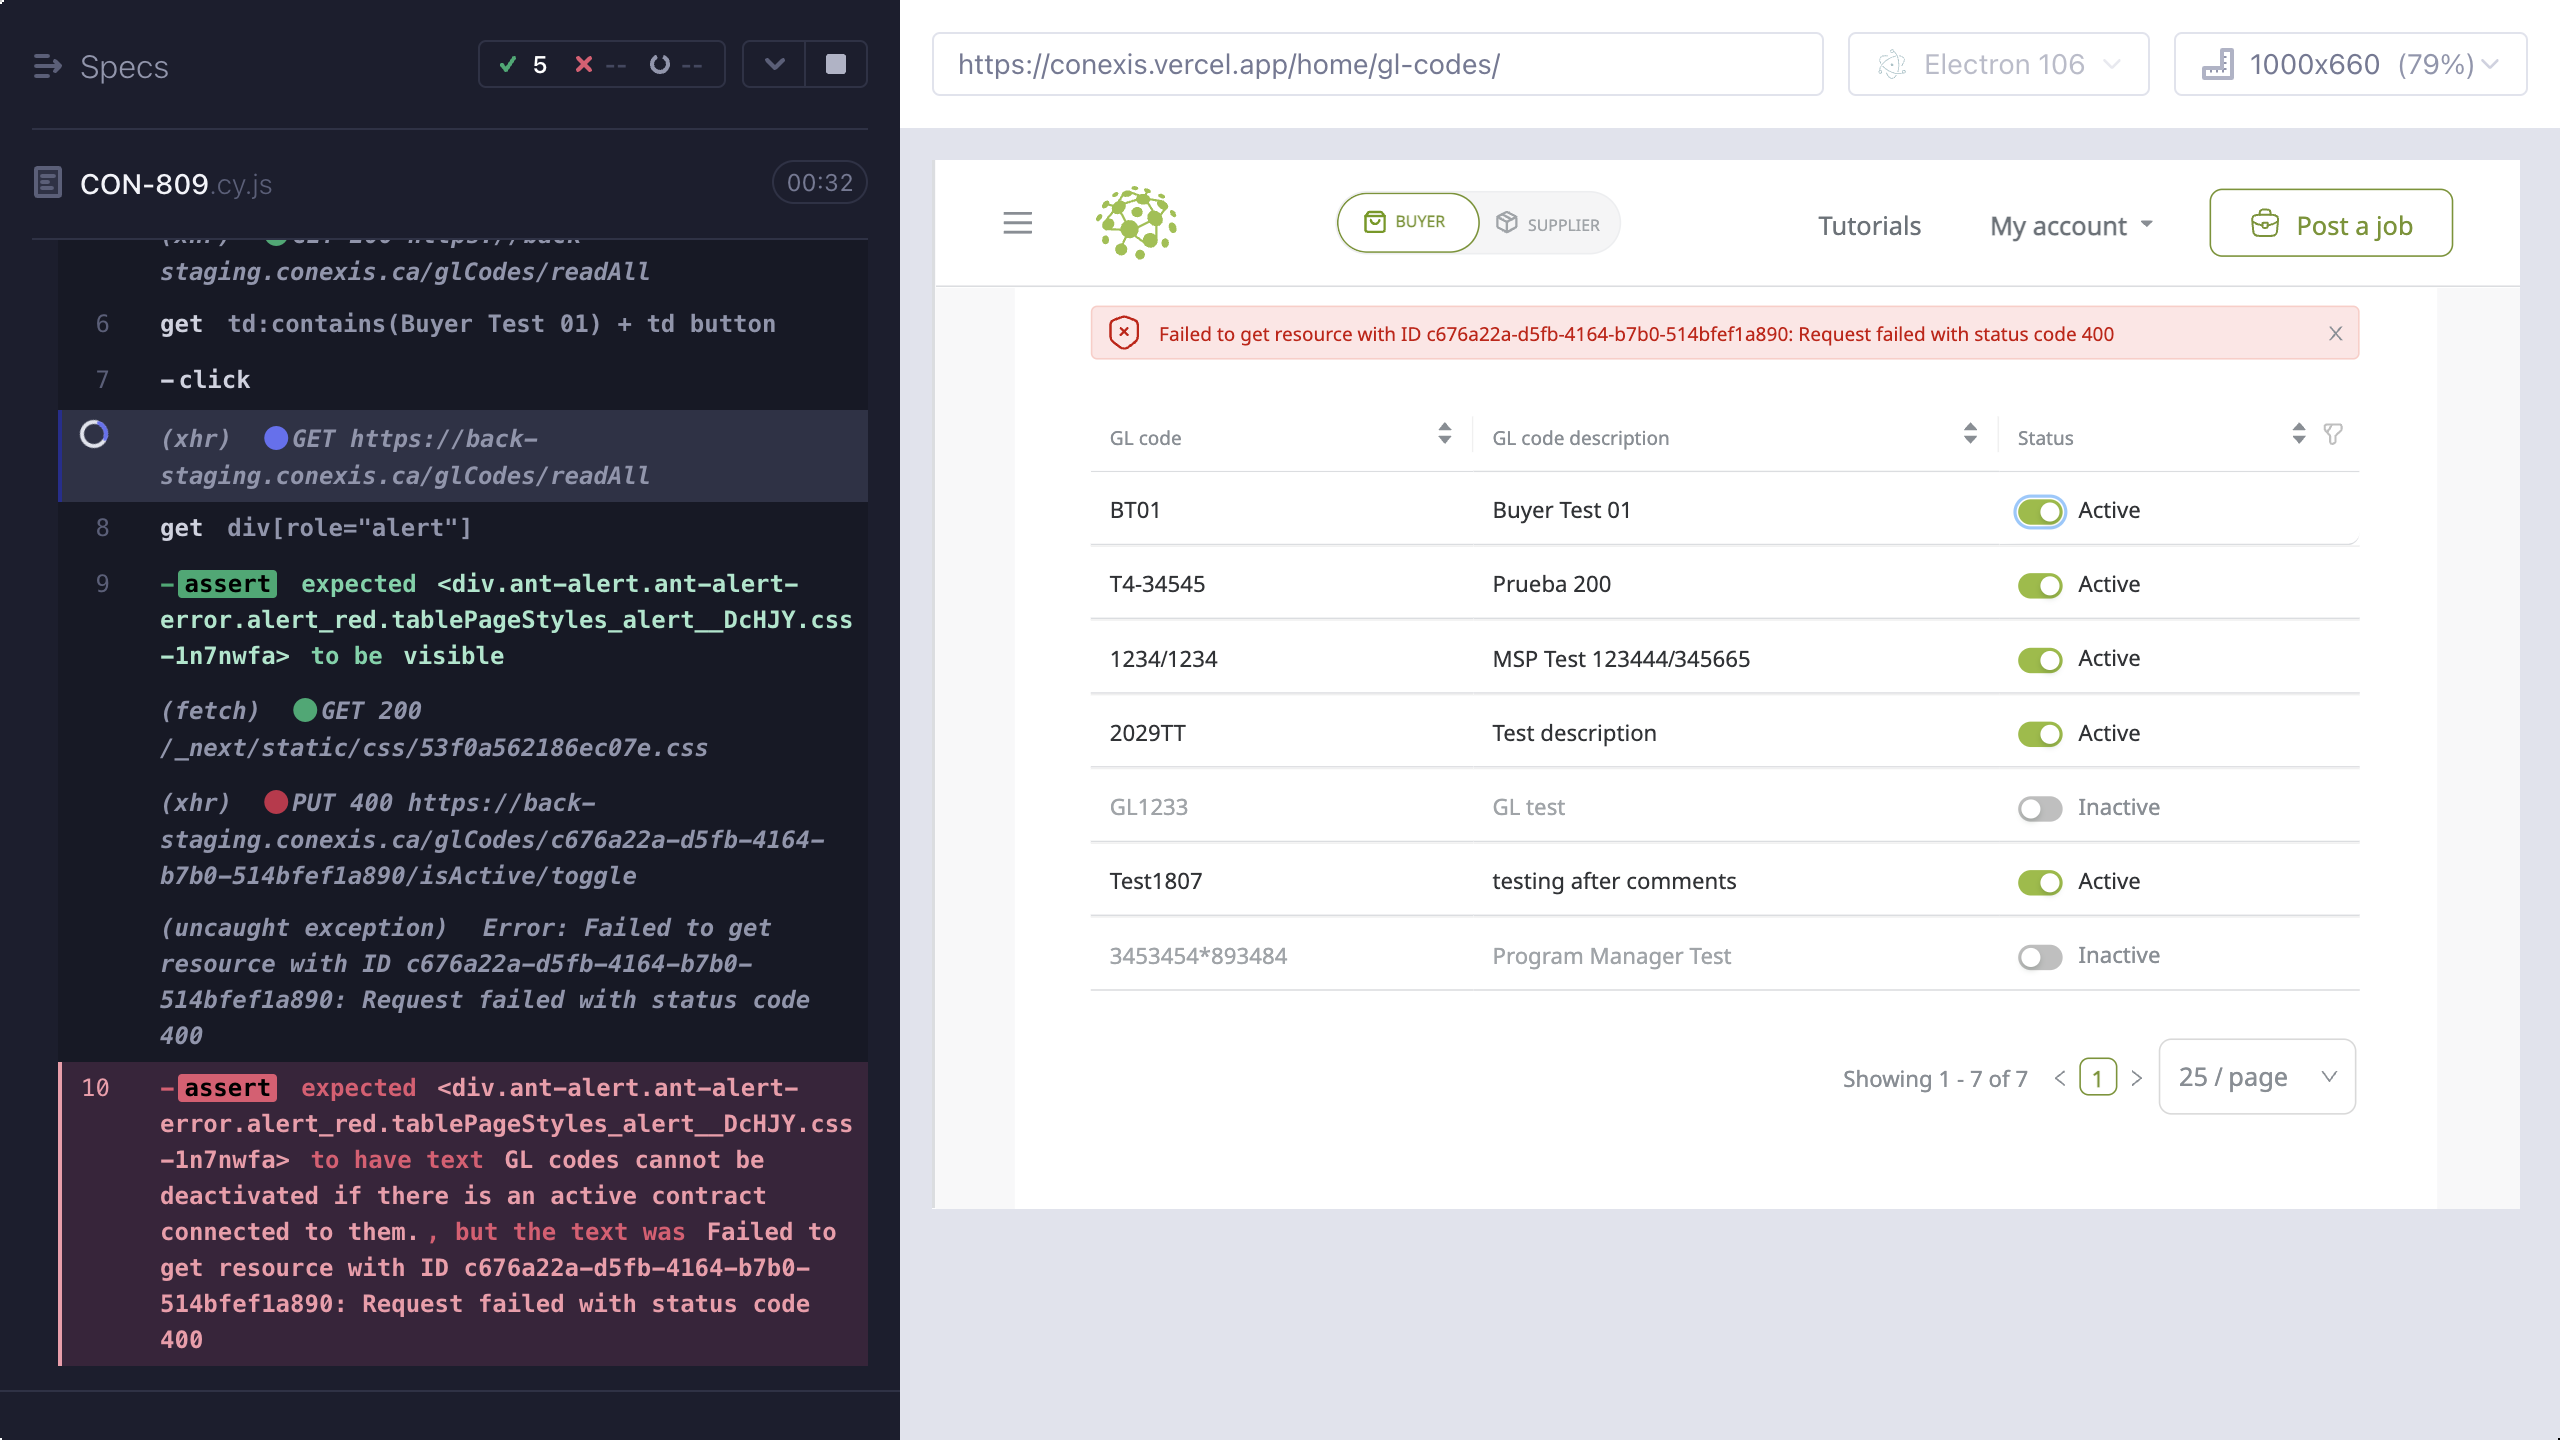 Specs
5 -- --
CON-809.cy.js
00:32
staging.conexis.ca/glCodes/readAll
6 get td:contains(Buyer Test 01) + td button
7 -click
(xhr) GET https://back-
staging.conexis.ca/glCodes/readAll
8 get div[role="alert"]
9 -assert expected <div.ant-alert.ant-alert-
error.alert_red.tablePageStyles_alert__DcHJY.css
-1n7nwfa> to be visible
(fetch) GET 200
/_next/static/css/53f0a562186ec07e.css
(xhr) PUT 400 https://back-
staging.conexis.ca/glCodes/c676a22a-d5fb-4164-
b7b0-514bfef1a890/isActive/toggle
(uncaught exception) Error: Failed to get
resource with ID c676a22a-d5fb-4164-b7b0-
514bfef1a890: Request failed with status code
400
10 -assert expected <div.ant-alert.ant-alert-
error.alert_red.tablePageStyles_alert__DcHJY.css
-1n7nwfa> to have text GL codes cannot be
deactivated if there is an active contract
connected to them., but the text was Failed to
get resource with ID c676a22a-d5fb-4164-b7b0-
514bfef1a890: Request failed with status code
400
https://conexis.vercel.app/home/gl-codes/
Electron 106
1000x660 (79%)
BUYER
SUPPLIER
Tutorials
My account
Post a job
Failed to get resource with ID c676a22a-d5fb-4164-b7b0-514bfef1a890: Request failed with status code 400
GL code GL code description Status
BT01 Buyer Test 01 Active
T4-34545 Prueba 200 Active
1234/1234 MSP Test 123444/345665 Active
2029TT Test description Active
GL1233 GL test Inactive
Test1807 testing after comments Active
3453454*893484 Program Manager Test Inactive
Showing 1 - 7 of 7 < 1 > 25 / page